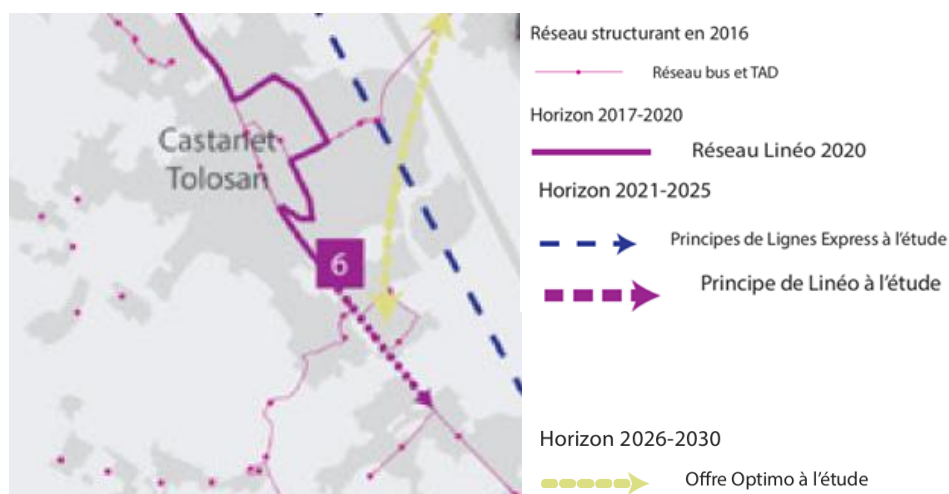 Castanet
Tolosan
6
Réseau structurant en 2016
Réseau bus et TAD
Horizon 2017-2020
Réseau Linéo 2020
Horizon 2021-2025
Principes de Lignes Express à l'étude
Principe de Linéo à l'étude
Horizon 2026-2030
Offre Optimo à l'étude